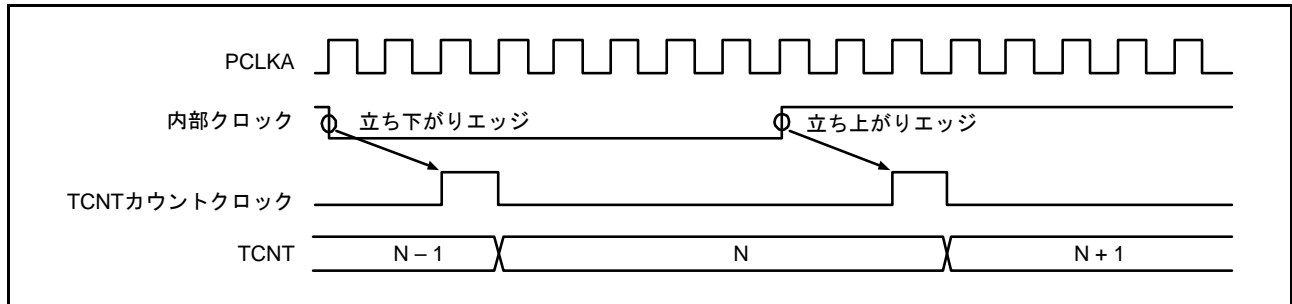 PCLKA
内部クロック
立ち下がりエッジ
立ち上がりエッジ
TCNTカウントクロック
TCNT
N – 1
N
N + 1